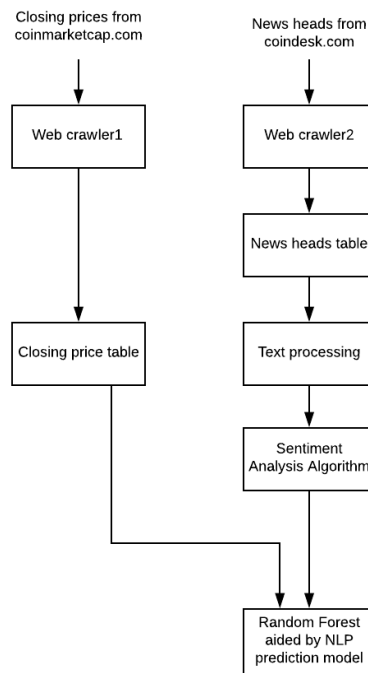 Closing prices from
coinmarketcap.com
News heads from
coindesk.com
Web crawler1
Web crawler2
News heads table
Closing price table
Text processing
Sentiment
Analysis Algorithm
Random Forest
aided by NLP
prediction model